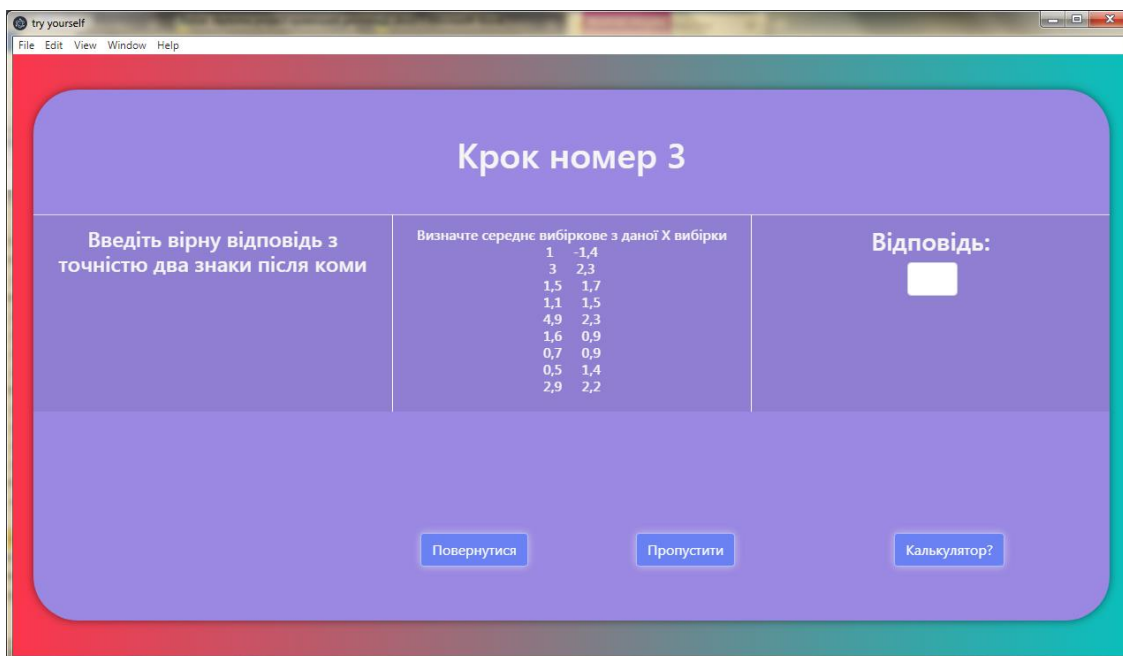 try yourself
File Edit View Window Help
Крок номер 3
Введіть вірну відповідь з
точністю два знаки після коми
Визначте середнє вибіркове з даної Х вибірки
1 -1,4
3 2,3
1,5 1,7
1,1 1,5
4,9 2,3
1,6 0,9
0,7 0,9
0,5 1,4
2,9 2,2
Відповідь:
Повернутися
Пропустити
Калькулятор?